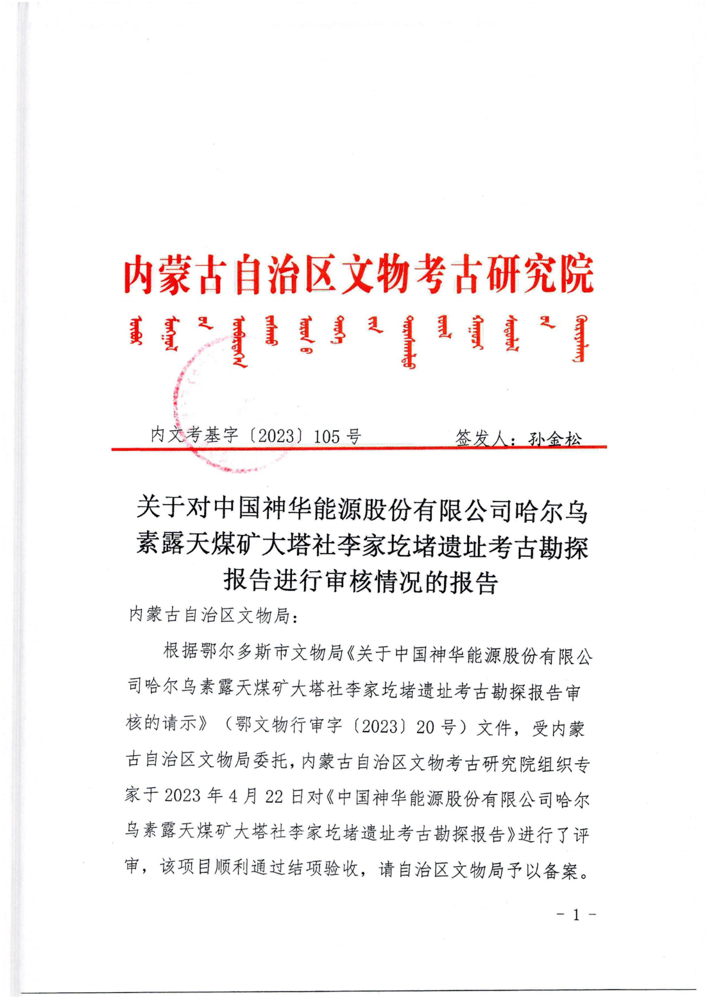 内蒙古自治区文物考古研究院
内文考基字〔2023〕105号 签发人：孙金松
关于对中国神华能源股份有限公司哈尔乌
素露天煤矿大塔社李家圪堵遗址考古勘探
报告进行审核情况的报告
内蒙古自治区文物局：
根据鄂尔多斯市文物局《关于中国神华能源股份有限公
司哈尔乌素露天煤矿大塔社李家圪堵遗址考古勘探报告审
核的请示》（鄂文物行审字〔2023〕20号）文件，受内蒙
古自治区文物局委托，内蒙古自治区文物考古研究院组织专
家于2023年4月22日对《中国神华能源股份有限公司哈尔
乌素露天煤矿大塔社李家圪堵遗址考古勘探报告》进行了评
审，该项目顺利通过结项验收，请自治区文物局予以备案。
- 1 -